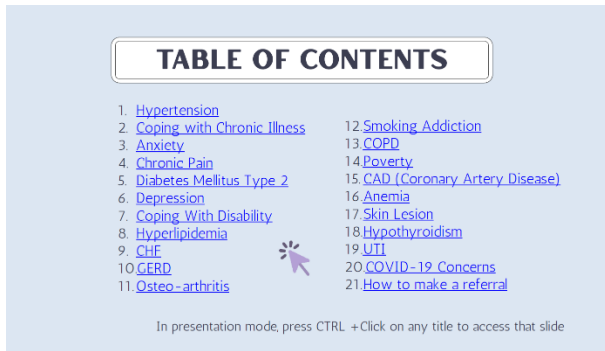 TABLE OF CONTENTS
1. Hypertension
2. Coping with Chronic Illness
3. Anxiety
4. Chronic Pain
5. Diabetes Mellitus Type 2
6. Depression
7. Coping With Disability
8. Hyperlipidemia
9. CHF
10.GERD
11.Osteo-arthritis
12.Smoking Addiction
13.COPD
14.Poverty
15.CAD (Coronary Artery Disease)
16.Anemia
17.Skin Lesion
18.Hypothyroidism
19.UTI
20.COVID-19 Concerns
21.How to make a referral
In presentation mode, press CTRL +Click on any title to access that slide